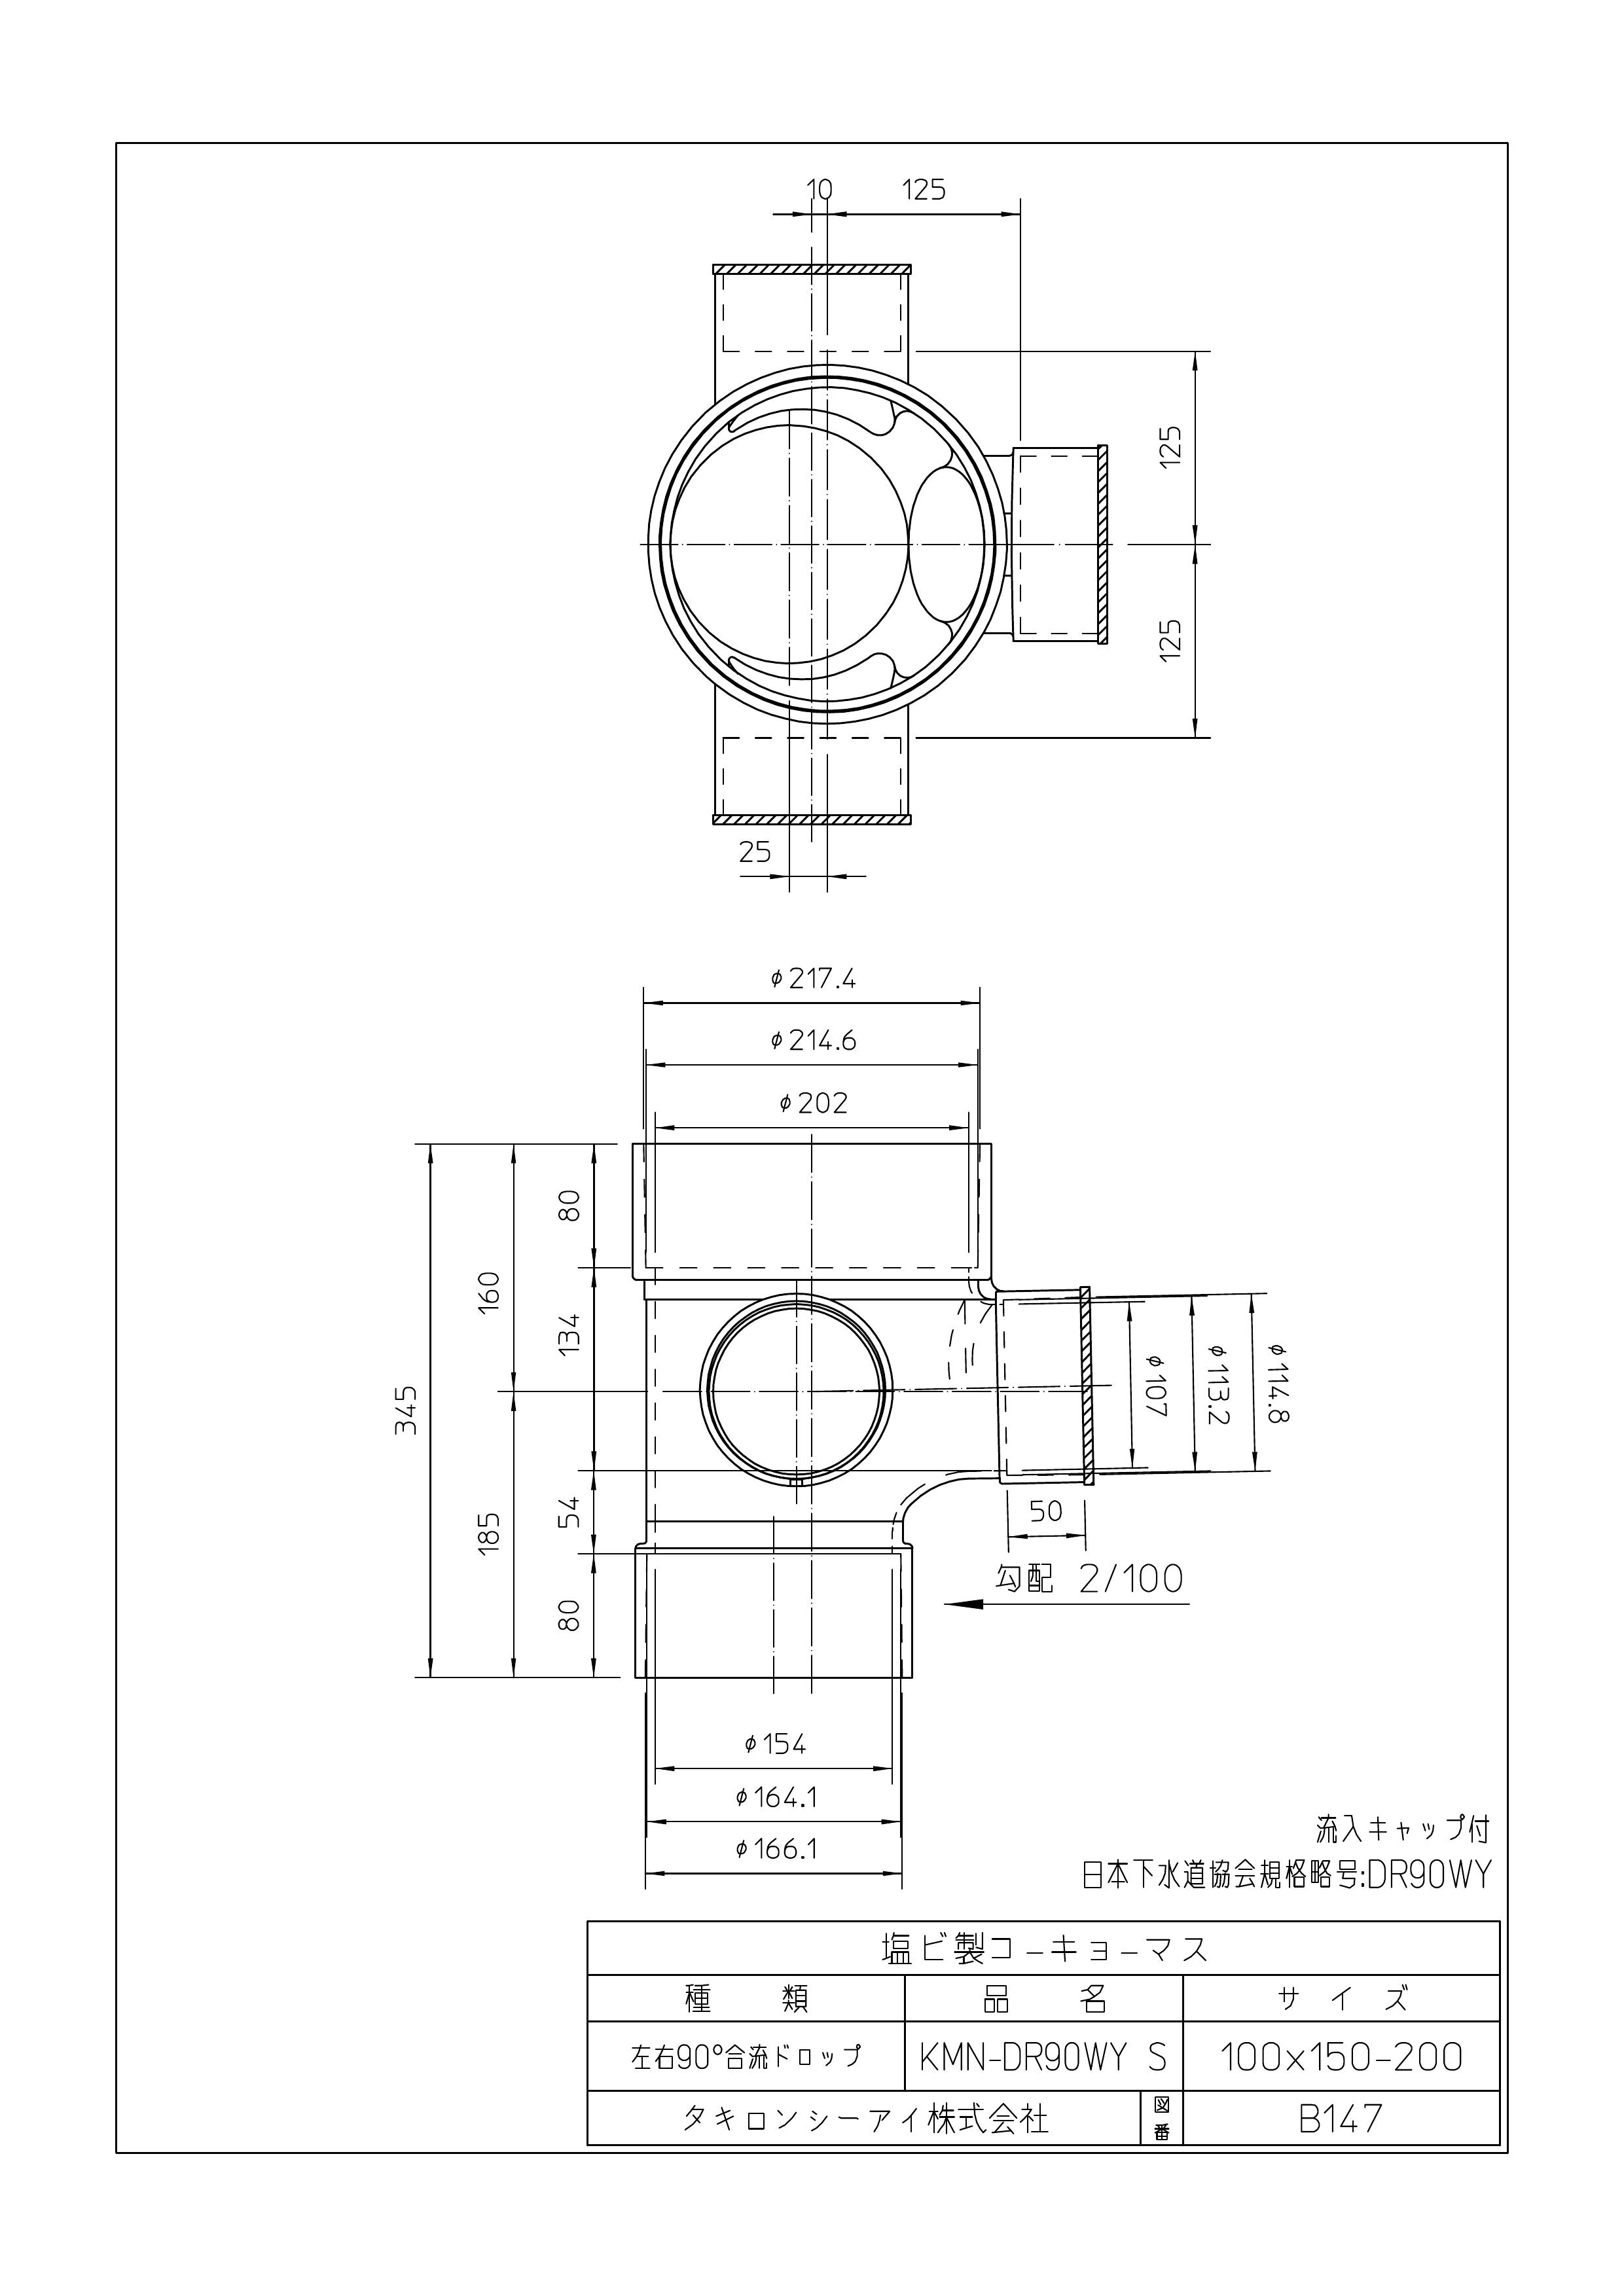 10 125
125
125
25
φ217.4
φ214.6
φ202
80
160
134
345
185
54
80
φ107
φ113.2
φ114.8
50
勾配 2/100
φ154
φ164.1
φ166.1
流入キャップ付
日本下水道協会規格略号:DR90WY
塩ビ製コーキョーマス
種 類 品 名 サ イ ズ
左右90°合流ドロップ KMN-DR90WY S 100x150-200
タキロンシーアイ株式会社 図番 B147